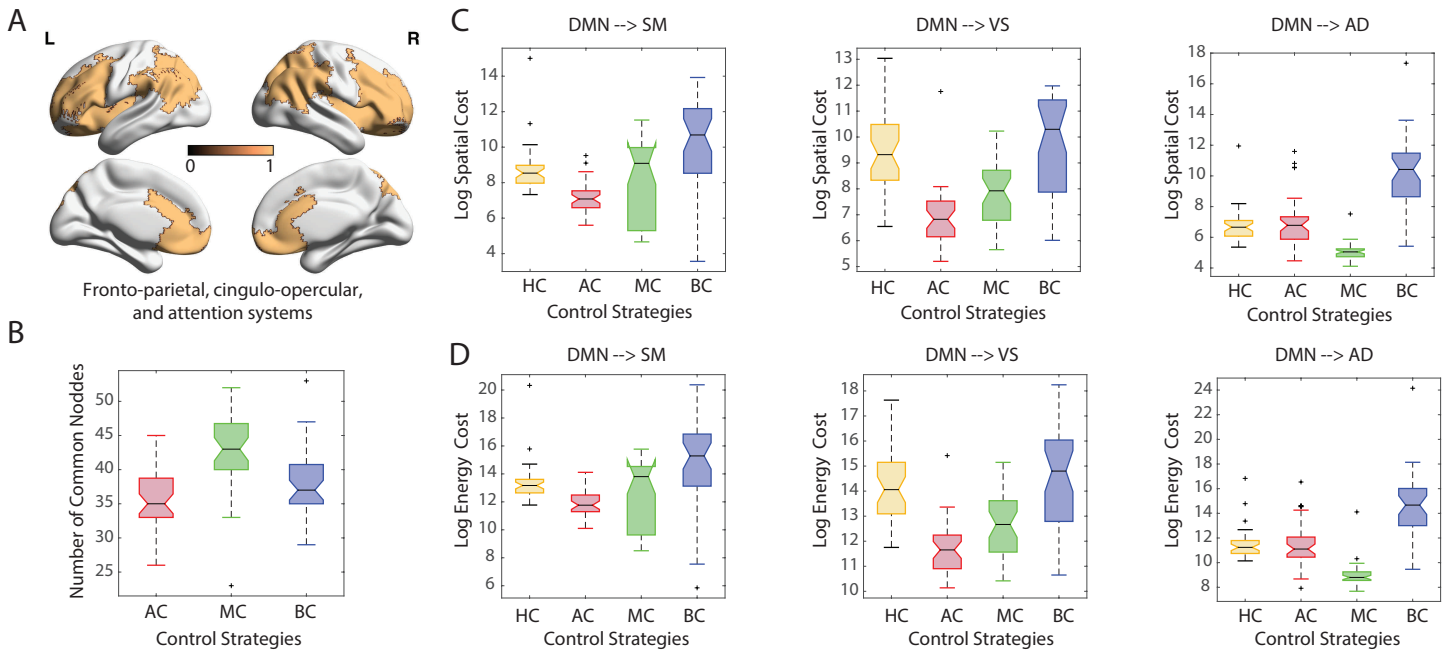 A
L
R
0
1
Fronto-parietal, cingulo-opercular,
and attention systems
B
Number of Common Noddes
45
40
35
30
25
50
AC
MC
BC
Control Strategies
C
DMN --> SM
Log Spatial Cost
14
12
10
8
6
4
HC
AC
MC
BC
Control Strategies
DMN --> VS
Log Spatial Cost
13
12
11
10
9
8
7
6
5
HC
AC
MC
BC
Control Strategies
DMN --> AD
Log Spatial Cost
16
14
12
10
8
6
4
HC
AC
MC
BC
Control Strategies
D
DMN --> SM
Log Energy Cost
20
18
16
14
12
10
8
6
HC
AC
MC
BC
Control Strategies
DMN --> VS
Log Energy Cost
18
17
16
15
14
13
12
11
10
HC
AC
MC
BC
Control Strategies
DMN --> AD
Log Energy Cost
24
22
20
18
16
14
12
10
8
HC
AC
MC
BC
Control Strategies